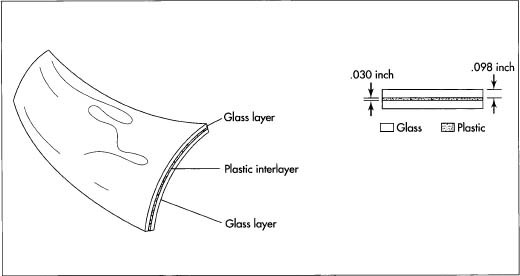 .030 inch
.098 inch
Glass layer
Glass Plastic
Plastic interlayer
Glass layer